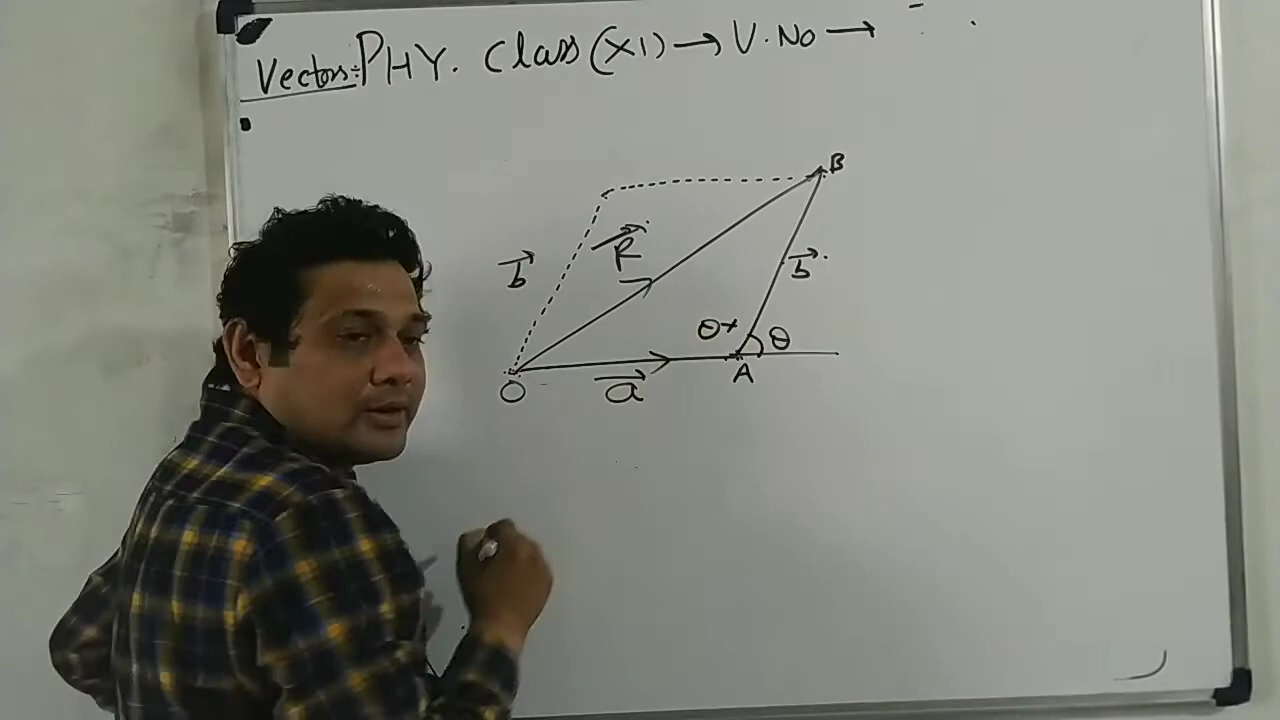 Vectors:- PHY. Class (XI) → V.No →
B
b
R
b
θ
θ
A
O
a